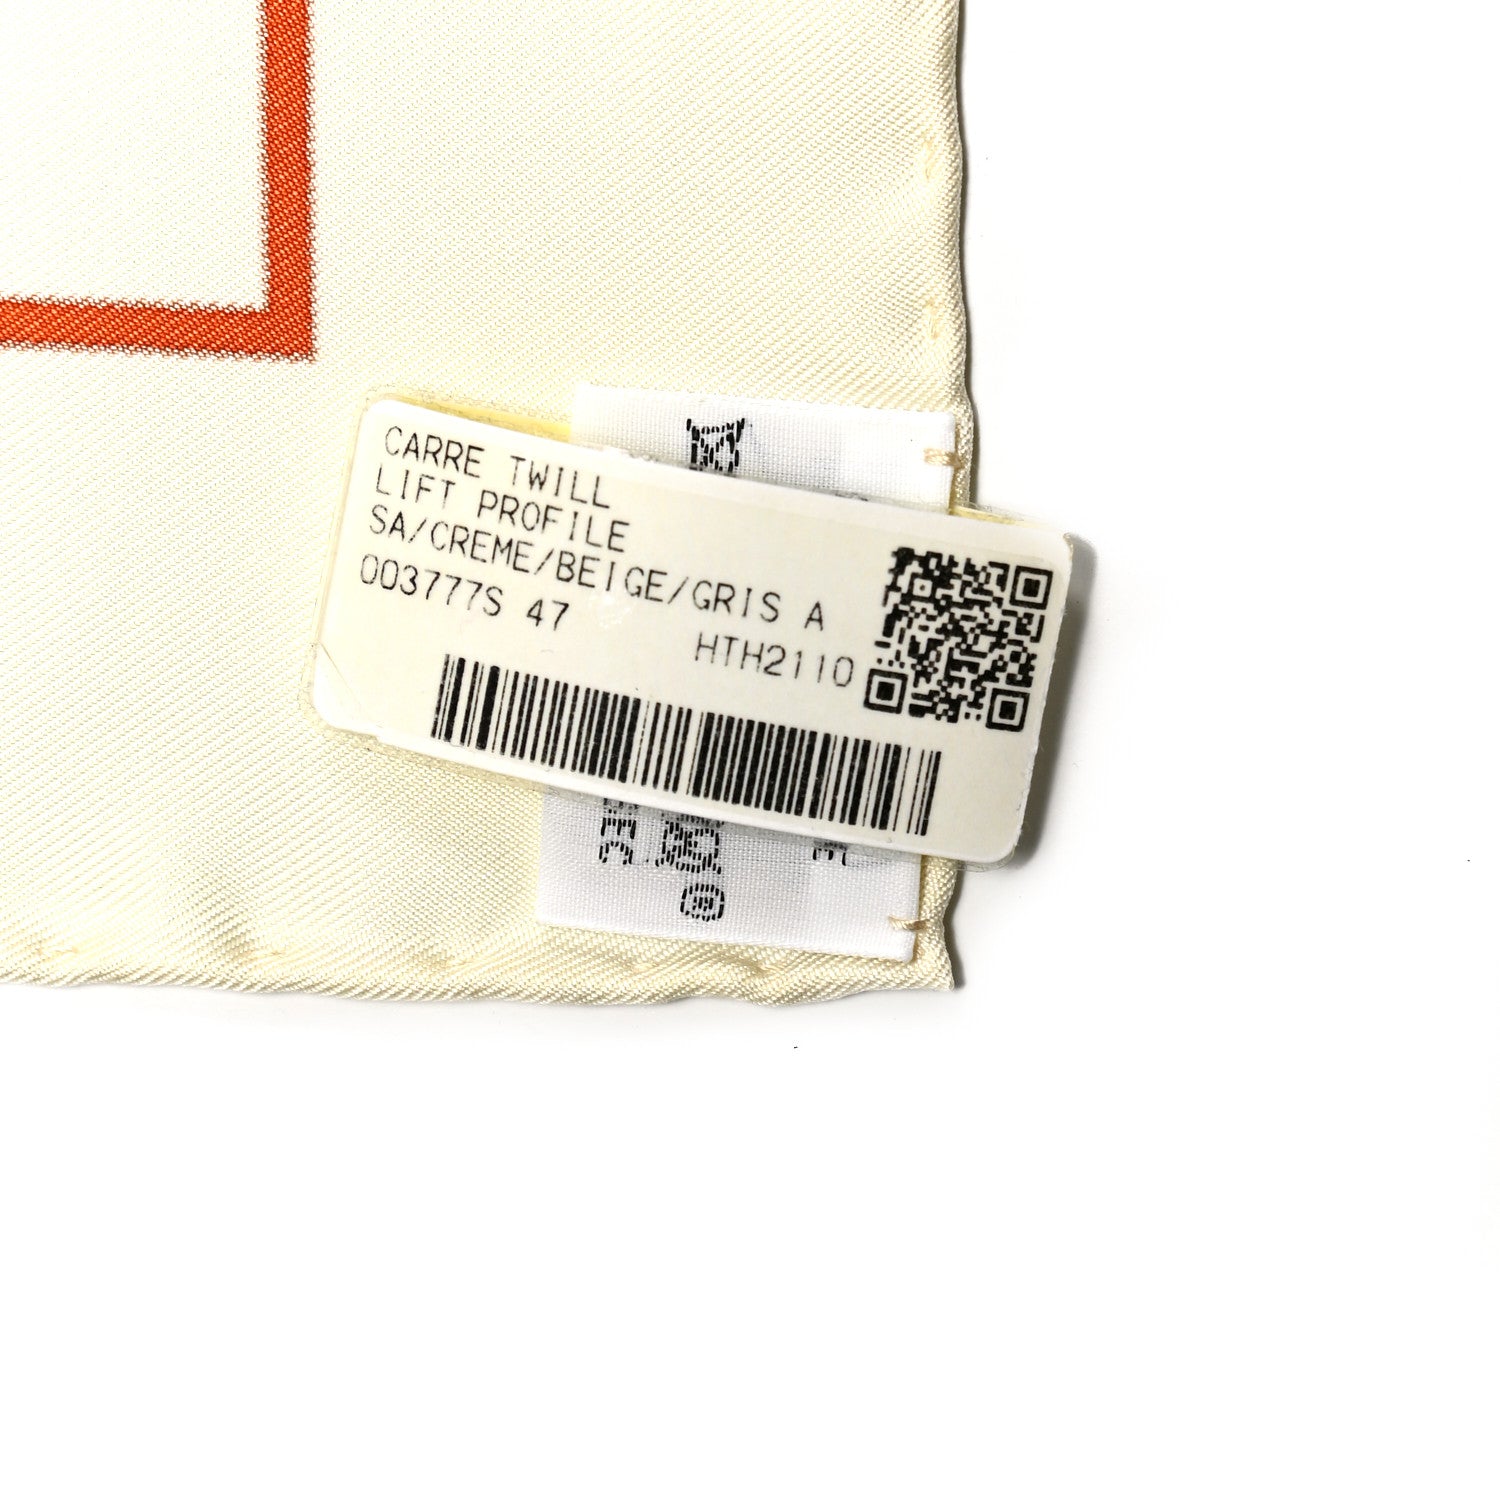 CARRE TWILL
LIFT PROFILE
SA/CREME/BEIGE/GRIS A
003777S 47
HTH2110